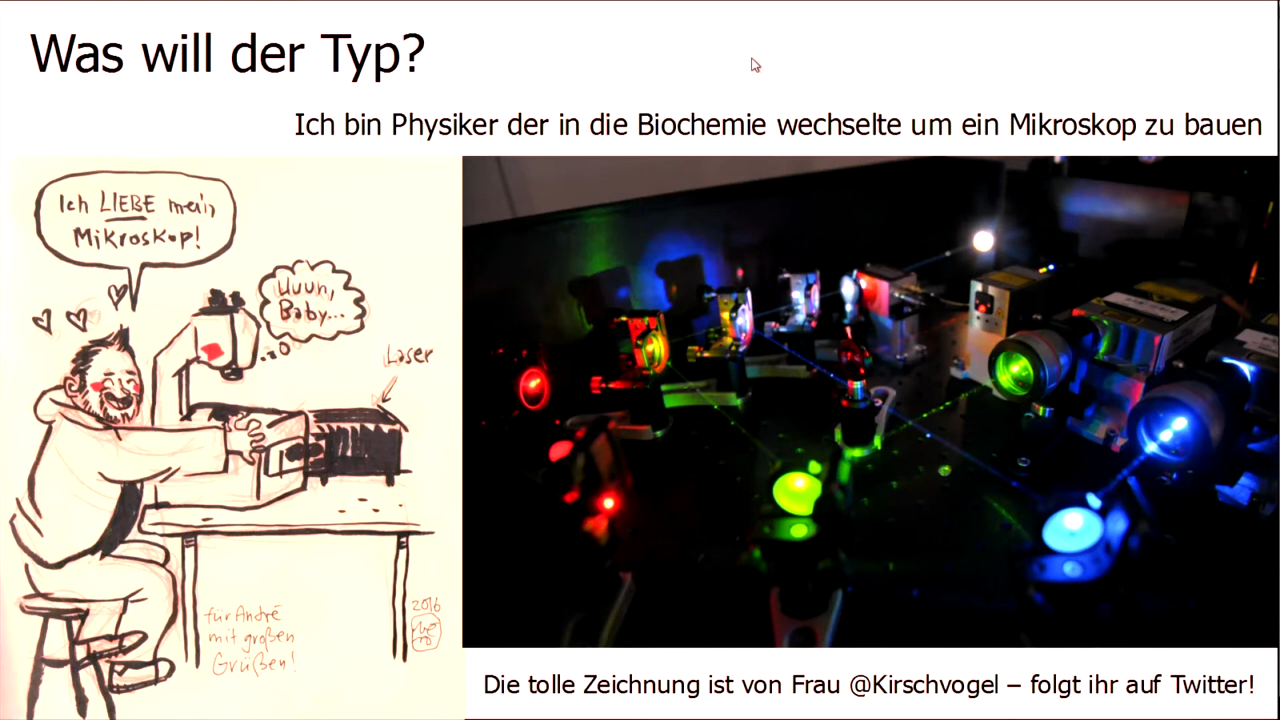 Was will der Typ?
Ich bin Physiker der in die Biochemie wechselte um ein Mikroskop zu bauen
Ich LIEBE mein
Mikroskop!
Uuuh,
Baby...
Laser
für André
mit großen
Grüßen!
2016
Die tolle Zeichnung ist von Frau @Kirschvogel – folgt ihr auf Twitter!